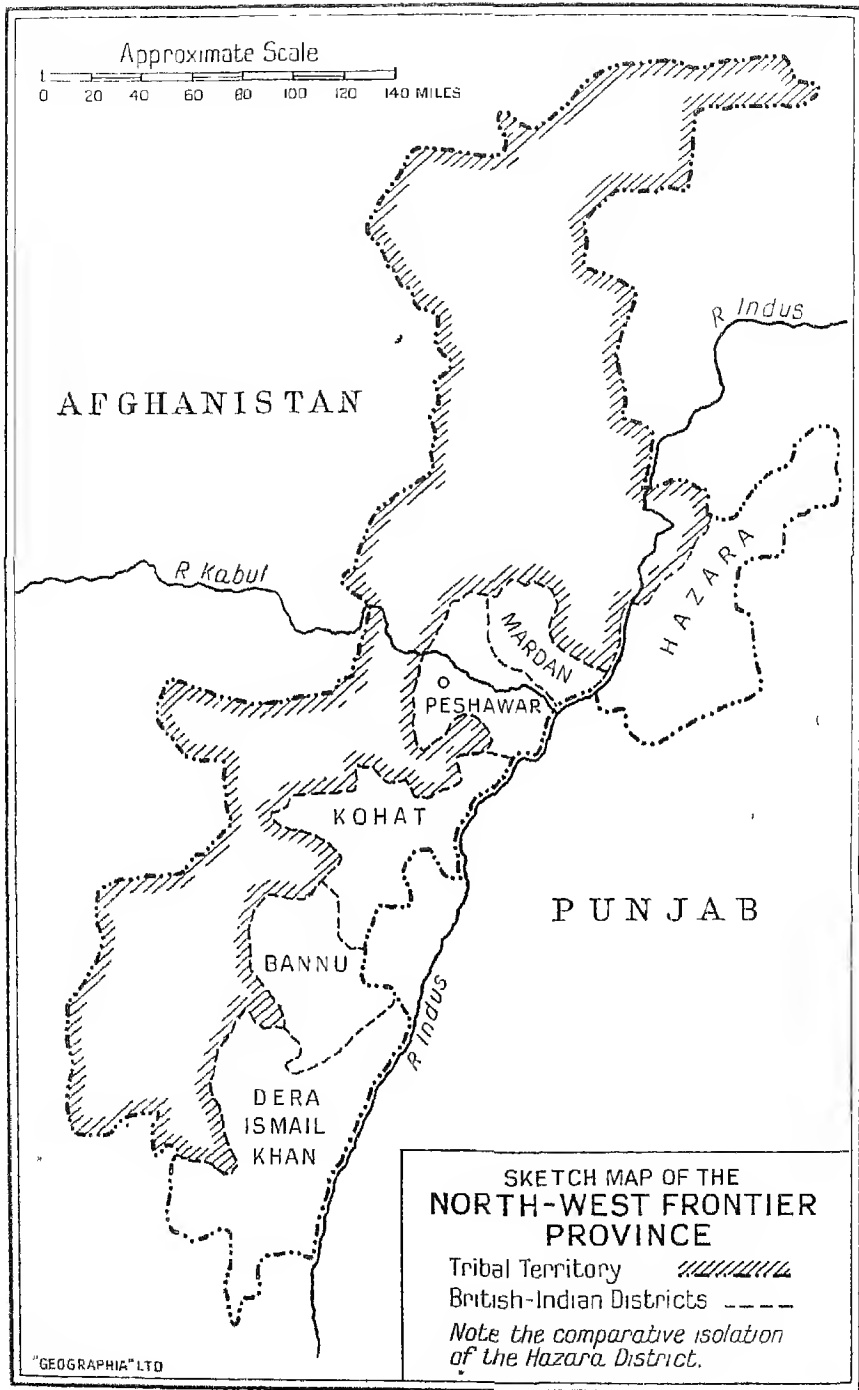 Approximate Scale
0 20 40 60 80 100 120 140 MILES
R Indus
AFGHANISTAN
R Kabul
HAZARA
MARDAN
PESHAWAR
KOHAT
PUNJAB
BANNU
R Indus
DERA
ISMAIL
KHAN
SKETCH MAP OF THE
NORTH-WEST FRONTIER
PROVINCE
Tribal Territory
British-Indian Districts
Note the comparative isolation
of the Hazara District.
"GEOGRAPHIA" LTD